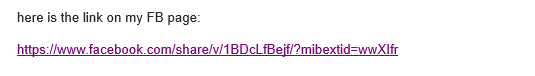 here is the link on my FB page:
https://www.facebook.com/share/v/1BDcLfBejf/?mibextid=wwXIfr